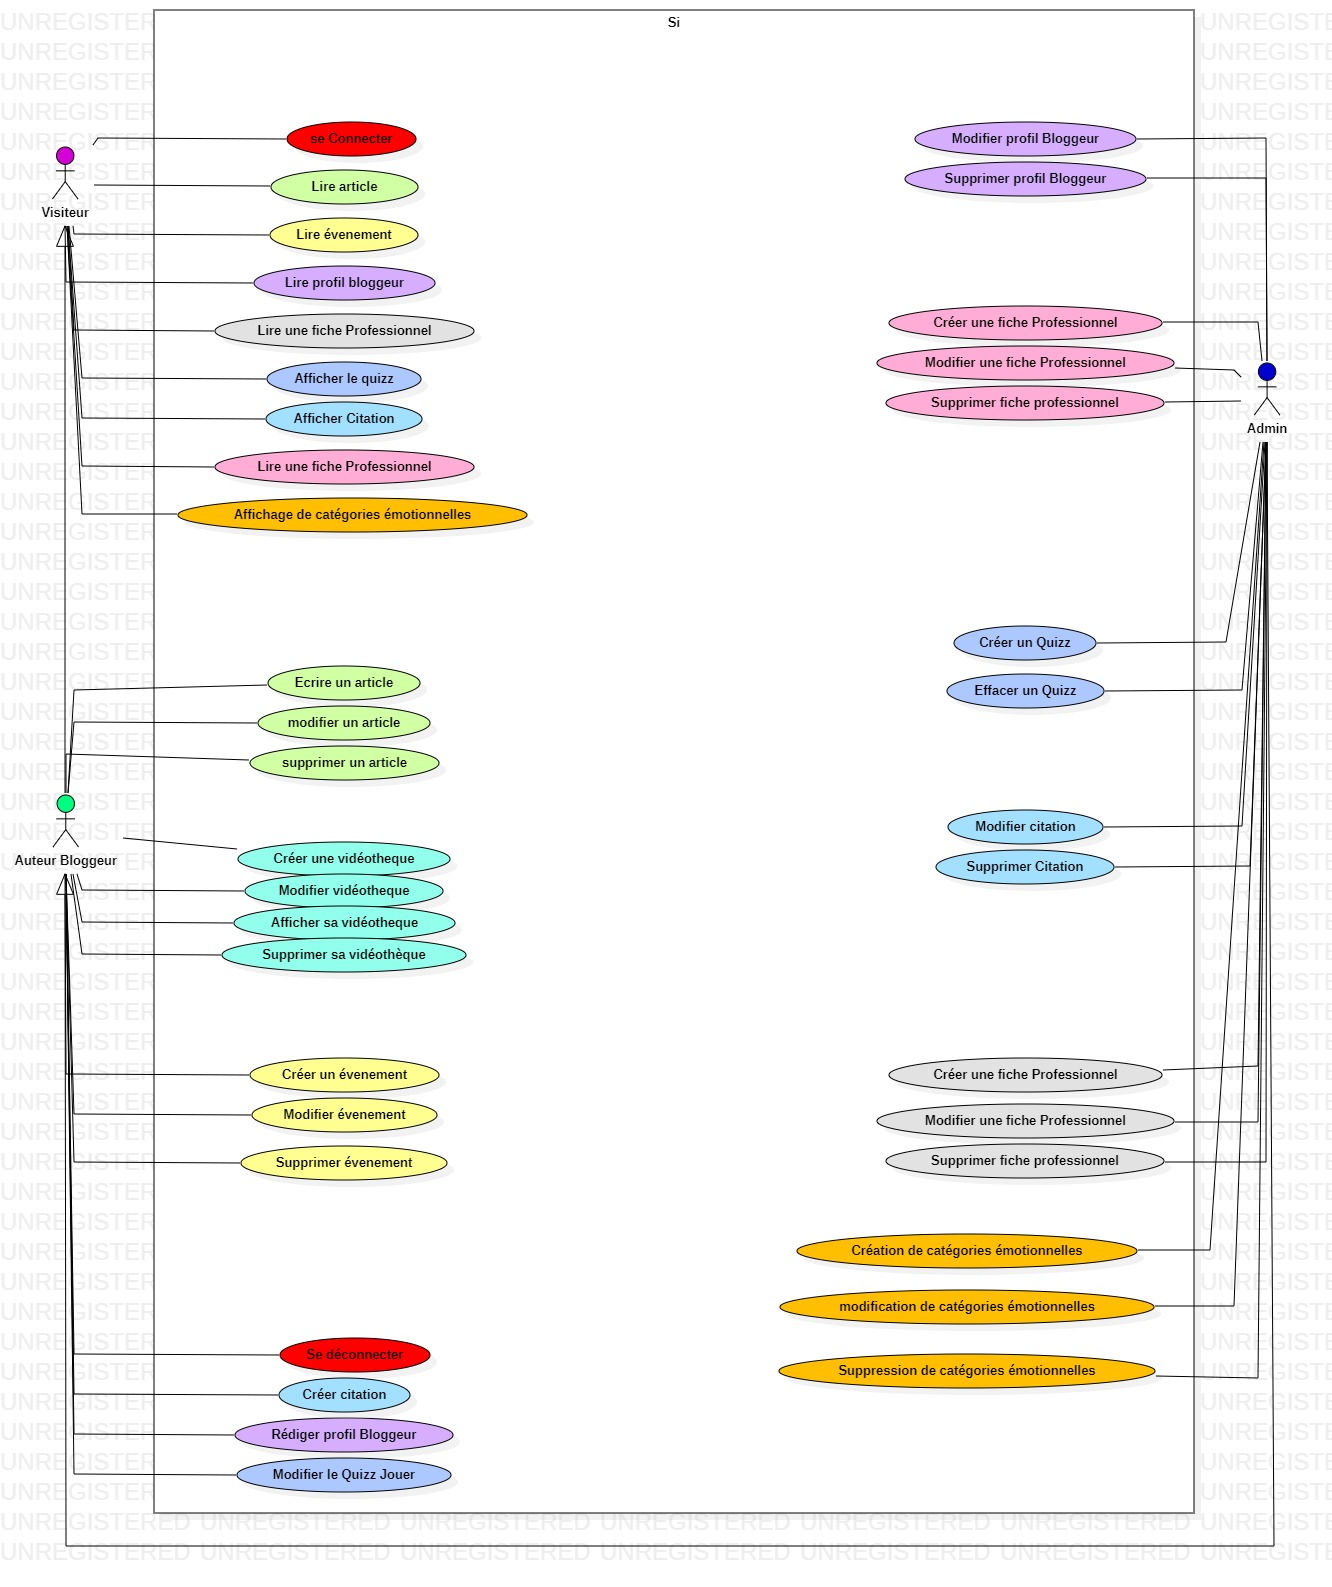 Si
se Connecter
Lire article
Visiteur
Lire évenement
Lire profil bloggeur
Lire une fiche Professionnel
Afficher le quizz
Afficher Citation
Lire une fiche Professionnel
Affichage de catégories émotionnelles
Ecrire un article
modifier un article
supprimer un article
Auteur Bloggeur
Créer une vidéotheque
Modifier vidéotheque
Afficher sa vidéotheque
Supprimer sa vidéothèque
Créer un évenement
Modifier évenement
Supprimer évenement
Se déconnecter
Créer citation
Rédiger profil Bloggeur
Modifier le Quizz Jouer
Modifier profil Bloggeur
Supprimer profil Bloggeur
Créer une fiche Professionnel
Modifier une fiche Professionnel
Supprimer fiche professionnel
Admin
Créer un Quizz
Effacer un Quizz
Modifier citation
Supprimer Citation
Créer une fiche Professionnel
Modifier une fiche Professionnel
Supprimer fiche professionnel
Création de catégories émotionnelles
modification de catégories émotionnelles
Suppression de catégories émotionnelles
UNREGISTERED UNREGISTERED UNREGISTERED UNREGISTERED UNREGISTERED UNREGISTERED UNREGISTE
UNREGISTERED UNREGISTERED UNREGISTERED UNREGISTERED UNREGISTERED UNREGISTERED UNREGISTE